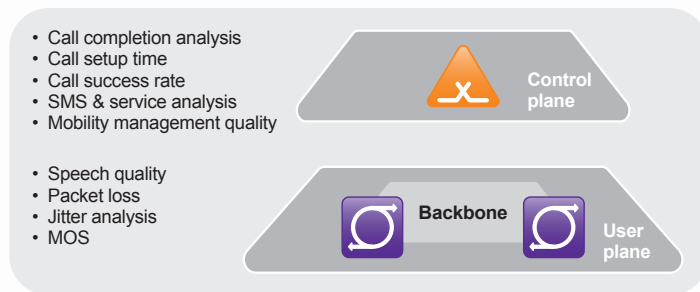 • Call completion analysis
• Call setup time
• Call success rate
• SMS & service analysis
• Mobility management quality
Control
plane
• Speech quality
• Packet loss
• Jitter analysis
• MOS
Backbone
User
plane